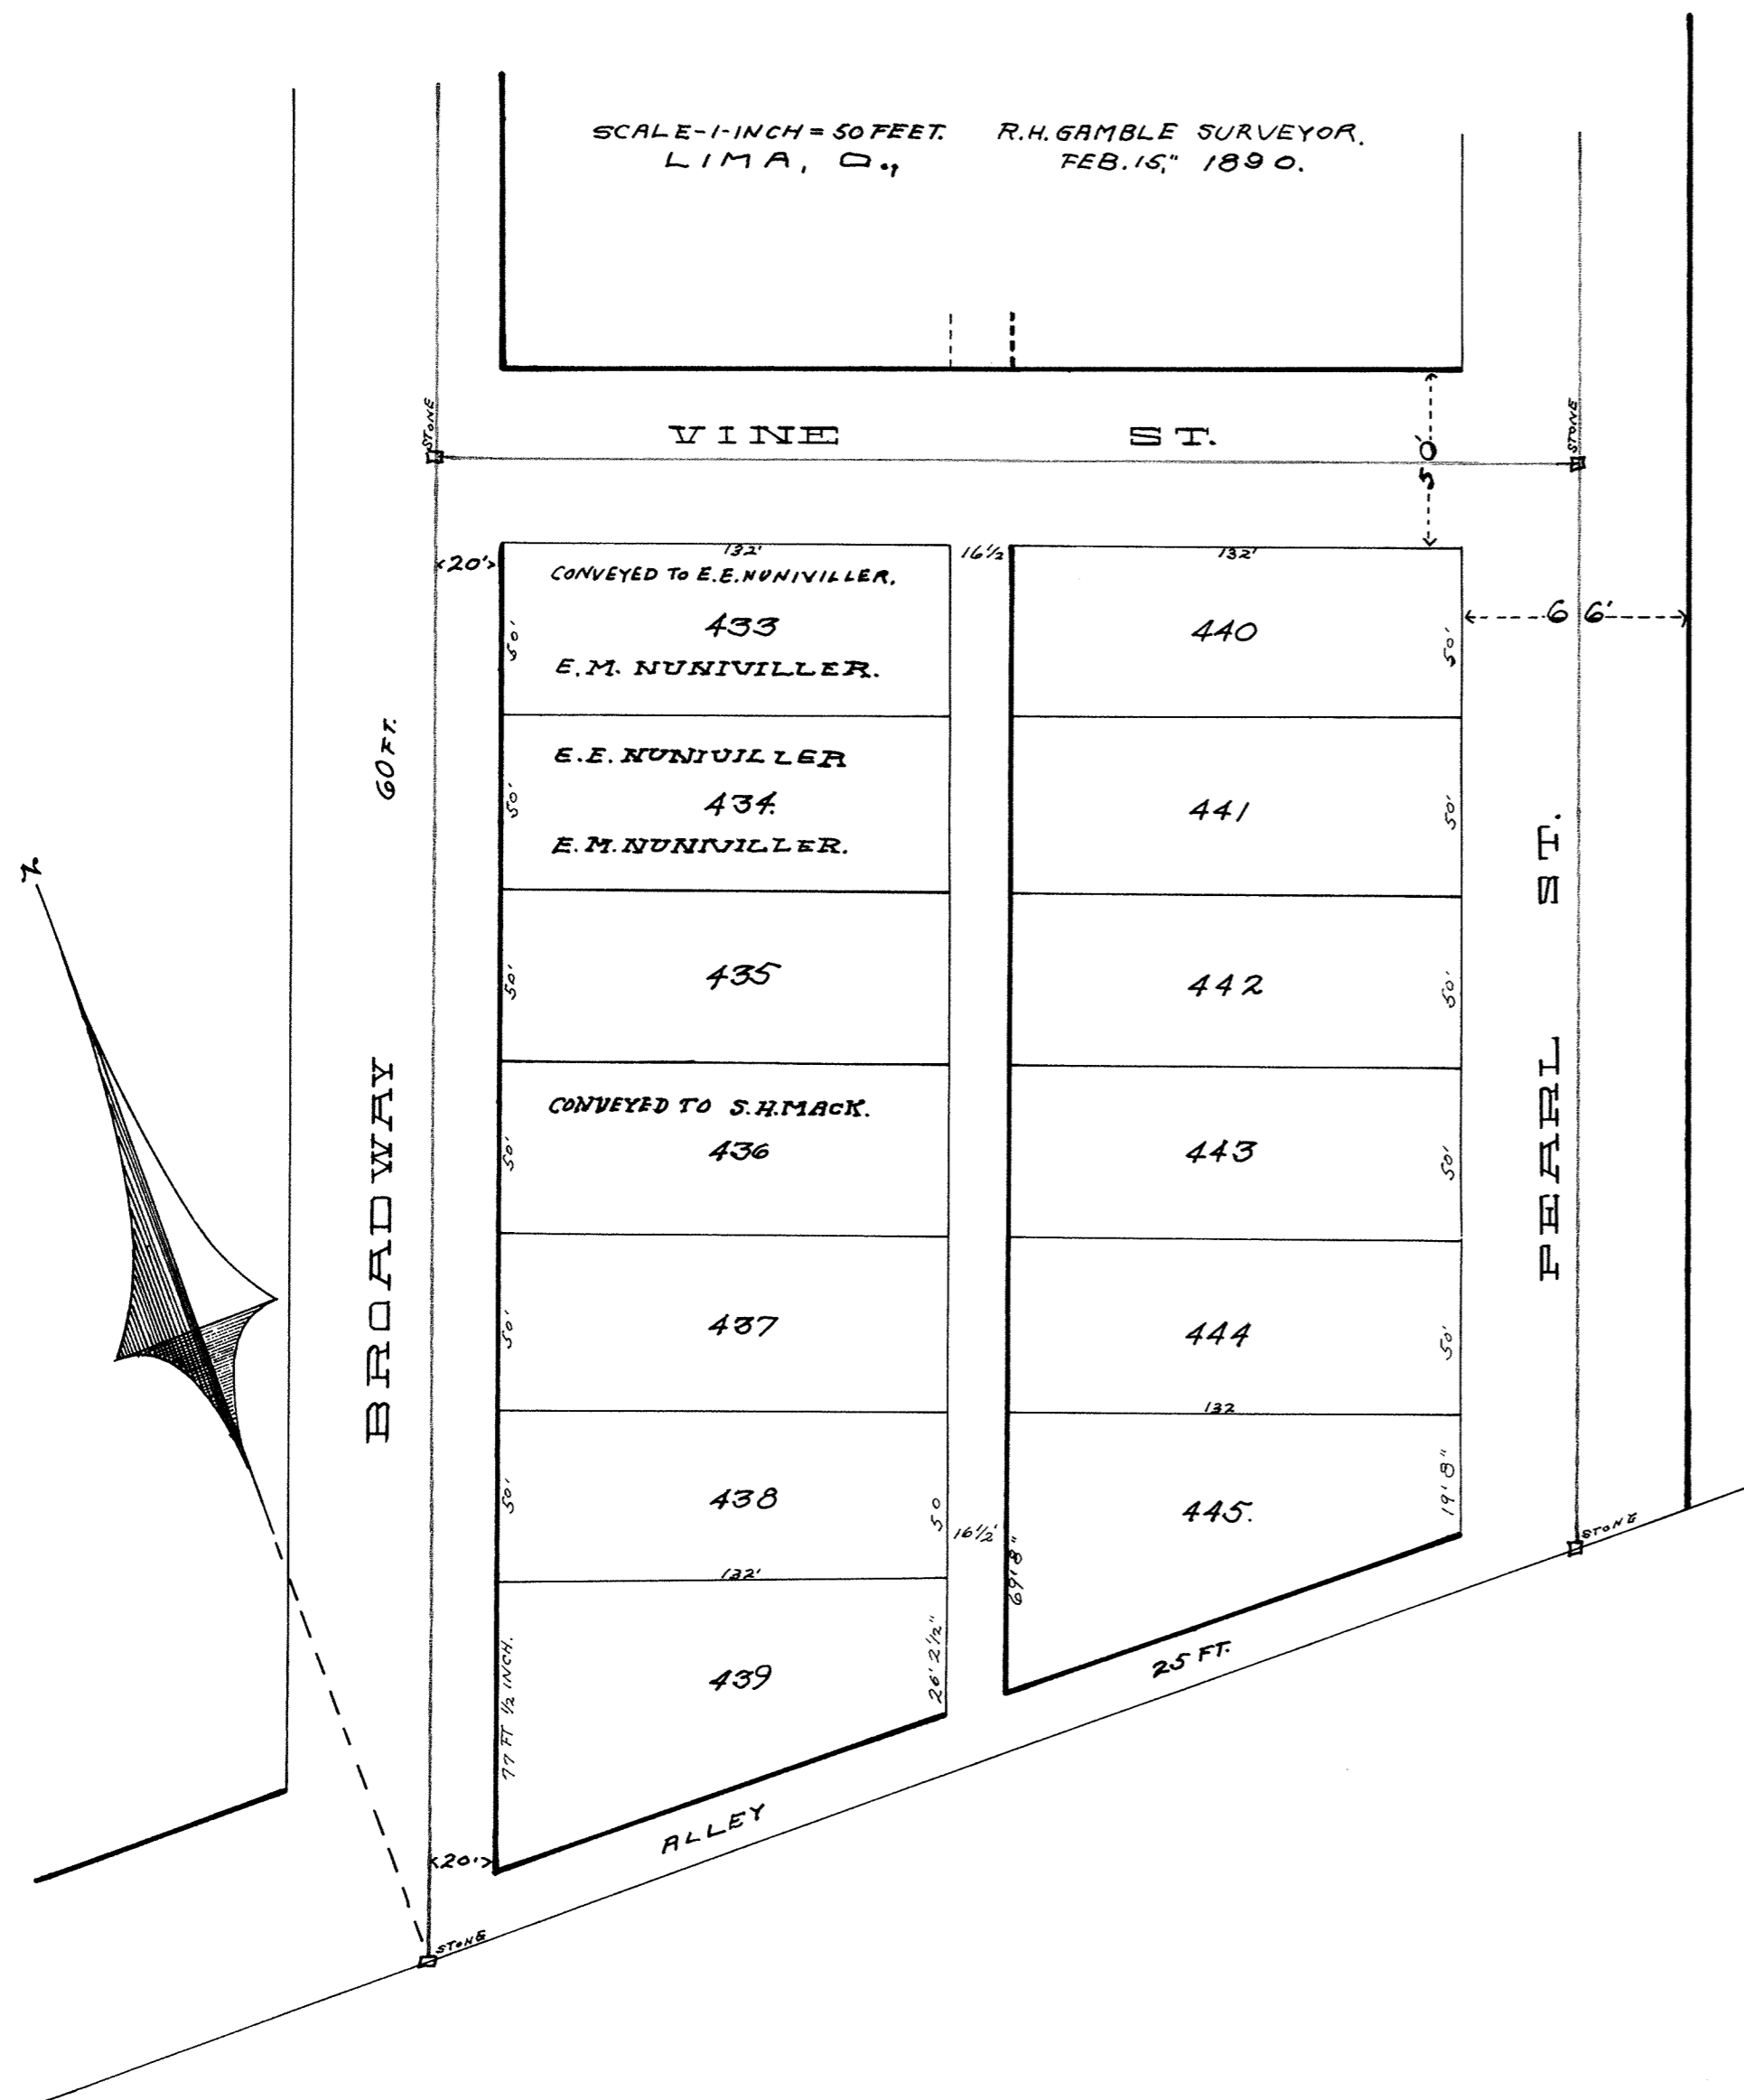 SCALE-1-INCH = 50 FEET. R.H. GAMBLE SURVEYOR.
LIMA, O., FEB. 15," 1890.
STONE
VINE ST.
STONE
50'
20'
132'
16½
132'
CONVEYED TO E.E. NUNIVILLER.
433
E.M. NUNIVILLER.
50'
440
50'
66'
60 FT.
E.E. NUNIVILLER
434.
E.M. NUNIVILLER.
50'
441
50'
N
435
50'
442
50'
CONVEYED TO S.H. MACK.
436
50'
443
50'
BROADWAY
PEARL ST.
437
50'
444
50'
132
438
50'
50
16½'
445.
19' 8"
69' 8"
STONE
132'
439
77 FT ½ INCH.
26' 2½"
25 FT.
ALLEY
20'
STONE